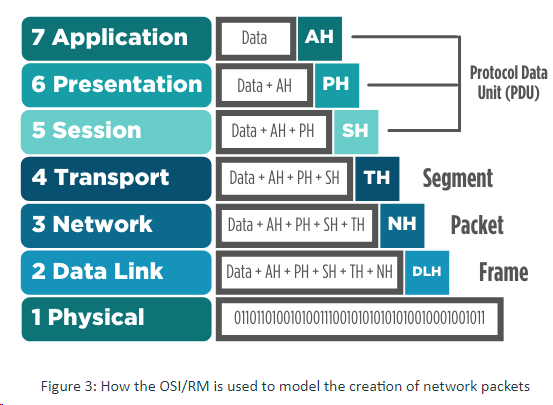 7 Application Data AH
6 Presentation Data + AH PH
Protocol Data
Unit (PDU)
5 Session Data + AH + PH SH
4 Transport Data + AH + PH + SH TH Segment
3 Network Data + AH + PH + SH + TH NH Packet
2 Data Link Data + AH + PH + SH + TH + NH DLH Frame
1 Physical 0110110100101001110010101010101001000100101​1
Figure 3: How the OSI/RM is used to model the creation of network packets